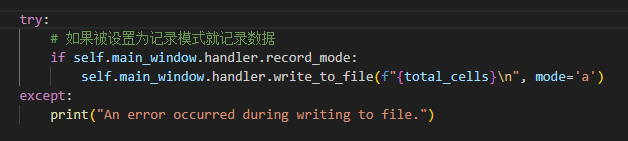 try:
# 如果被设置为记录模式就记录数据
if self.main_window.handler.record_mode:
self.main_window.handler.write_to_file(f"{total_cells}\n", mode='a')
except:
print("An error occurred during writing to file.")